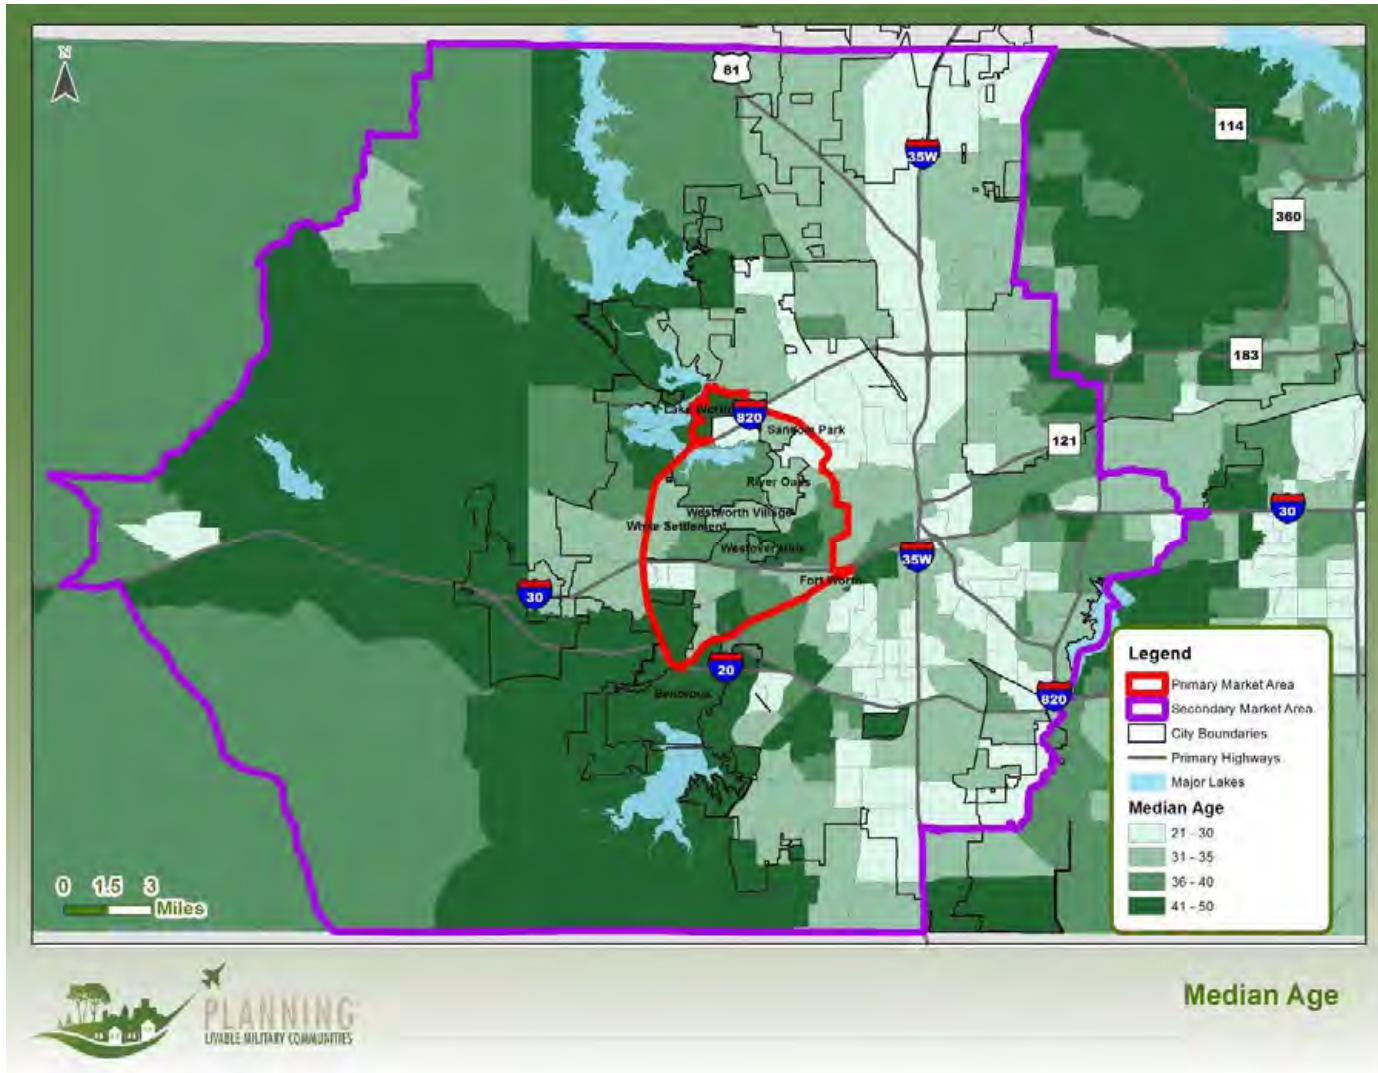 N
81
114
35W
360
183
Lake Worth
820
Sansom Park
121
River Oaks
Westworth Village
White Settlement
30
Westover Hills
35W
Fort Worth
30
20
Benbrook
820
Legend
Primary Market Area
Secondary Market Area
City Boundaries
Primary Highways
Major Lakes
Median Age
21 - 30
31 - 35
36 - 40
41 - 50
0 1.5 3
Miles
PLANNING
LIVABLE MILITARY COMMUNITIES
Median Age